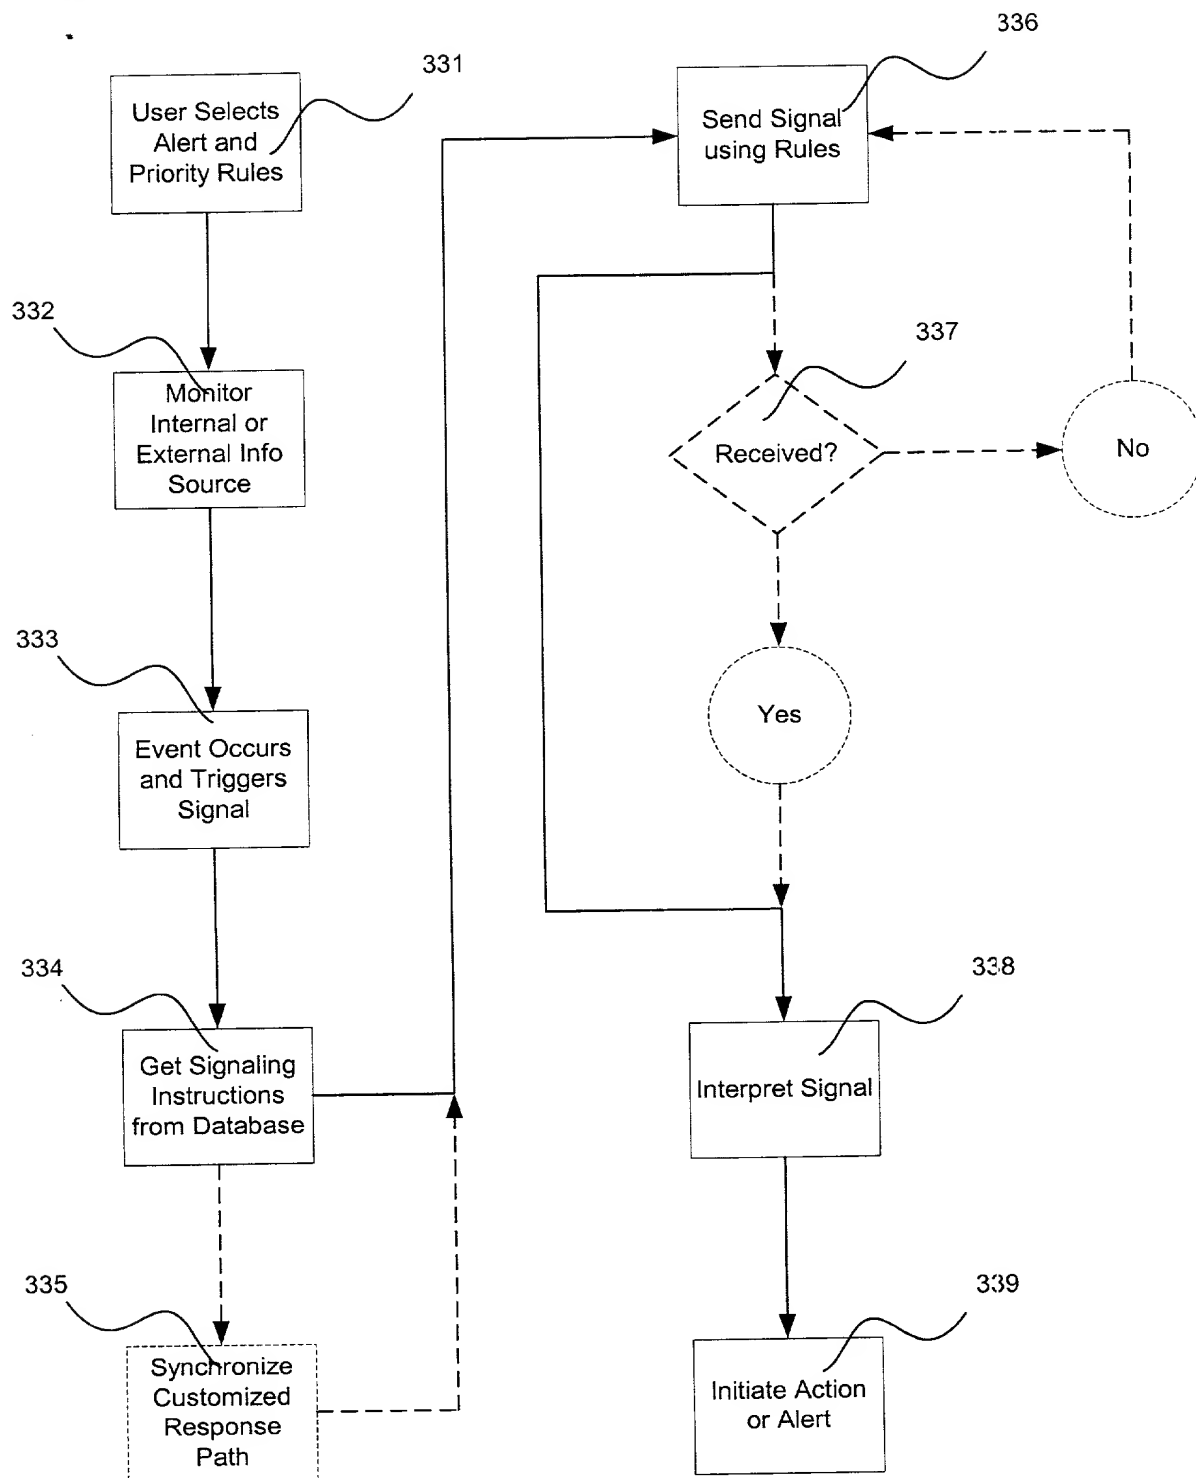 331
User Selects
Alert and
Priority Rules
332
Monitor
Internal or
External Info
Source
333
Event Occurs
and Triggers
Signal
334
Get Signaling
Instructions
from Database
335
Synchronize
Customized
Response
Path
336
Send Signal
using Rules
337
Received?
No
Yes
338
Interpret Signal
339
Initiate Action
or Alert